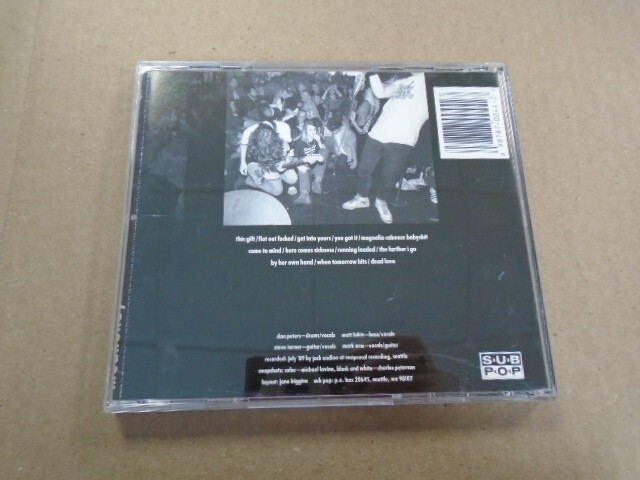 this gift / flat out fucked / get into yours / you got it / magnolia caboose babyshit
come to mind / here comes sickness / running loaded / the farther i go
by her own hand / when tomorrow hits / dead love
dan peters—drums/vocals matt lukin—bass/vocals
steve turner—guitar/vocals mark arm—vocals/guitar
recorded: july '89 by jack endino at reciprocal recording, seattle
snapshots: color — michael lavine, black and white — charles peterson
layout: jane higgins sub pop: p.o. box 20645, seattle, wa 98102
SUB
POP